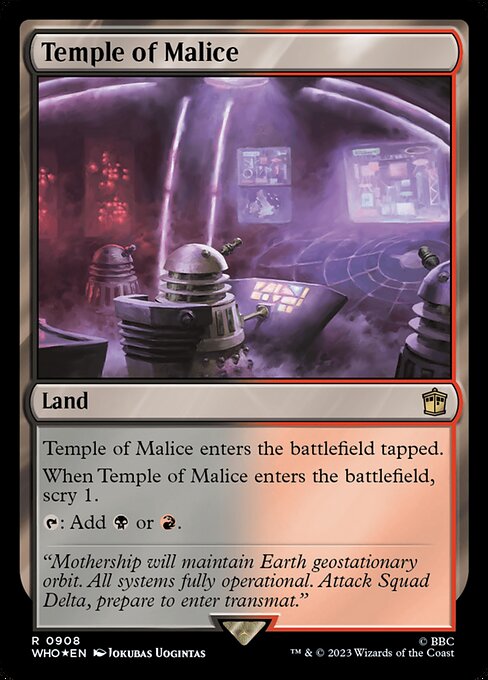 Temple of Malice
Land
Temple of Malice enters the battlefield tapped.
When Temple of Malice enters the battlefield,
scry 1.
: Add or .
“Mothership will maintain Earth geostationary
orbit. All systems fully operational. Attack Squad
Delta, prepare to enter transmat.”
R 0908
© BBC
WHO★EN Jokubas Uogintas
™ & © 2023 Wizards of the Coast